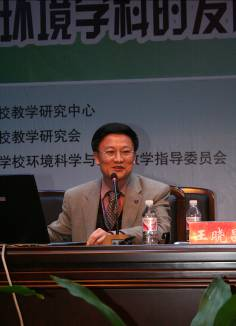 环境学科的发
校教学研究中心
校教学研究会
学校环境科学与 学指导委员会
王晓